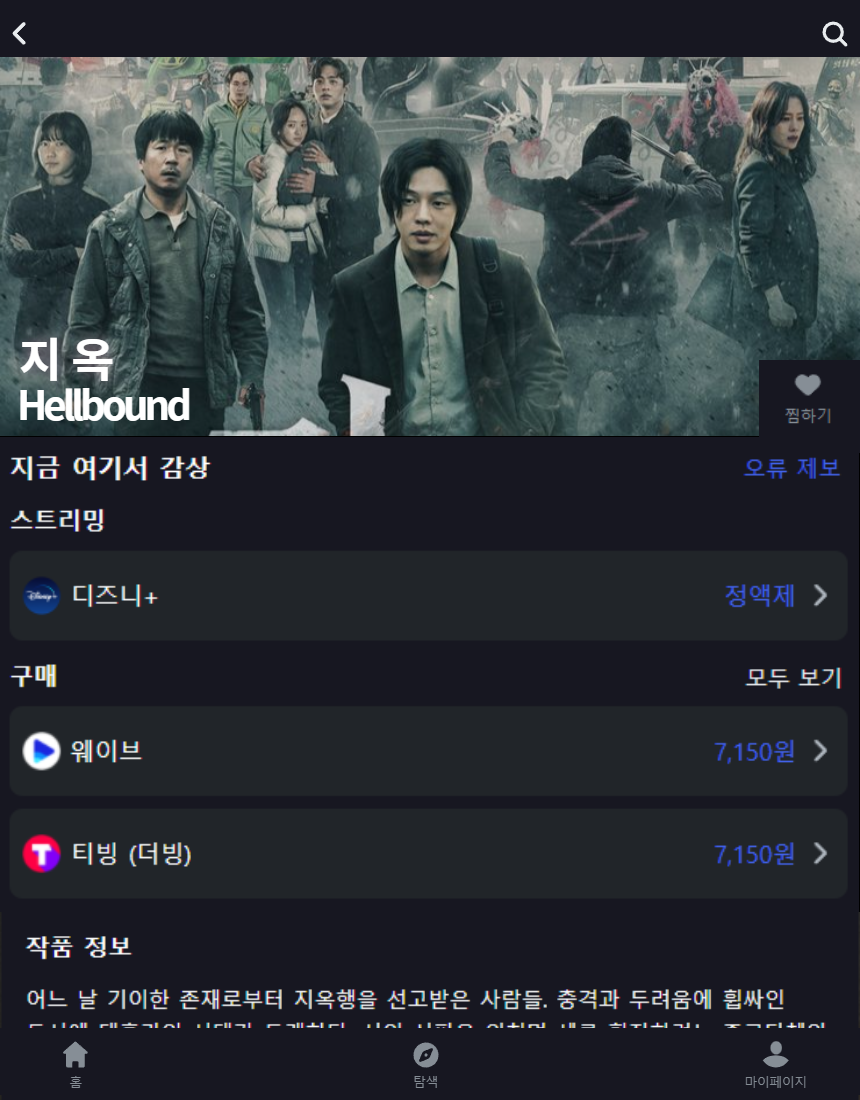 지옥
Hellbound
찜하기
지금 여기서 감상
오류 제보
스트리밍
Disney+
디즈니+
정액제
구매
모두 보기
웨이브
7,150원
T
티빙 (더빙)
7,150원
작품 정보
어느 날 기이한 존재로부터 지옥행을 선고받은 사람들. 충격과 두려움에 휩싸인
홈
탐색
마이페이지